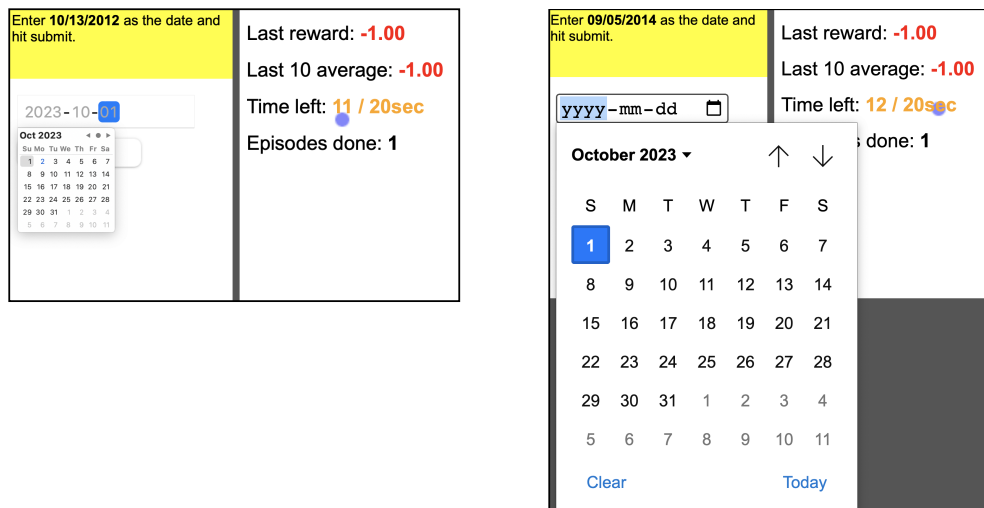 Enter 10/13/2012 as the date and
hit submit.
Last reward: -1.00
Last 10 average: -1.00
Time left: 11 / 20sec
Episodes done: 1
2023-10-01
Oct 2023
Su Mo Tu We Th Fr Sa
1 2 3 4 5 6 7
8 9 10 11 12 13 14
15 16 17 18 19 20 21
22 23 24 25 26 27 28
29 30 31 1 2 3 4
5 6 7 8 9 10 11
Enter 09/05/2014 as the date and
hit submit.
Last reward: -1.00
Last 10 average: -1.00
Time left: 12 / 20sec
done: 1
yyyy-mm-dd
October 2023
S M T W T F S
1 2 3 4 5 6 7
8 9 10 11 12 13 14
15 16 17 18 19 20 21
22 23 24 25 26 27 28
29 30 31 1 2 3 4
5 6 7 8 9 10 11
Clear Today